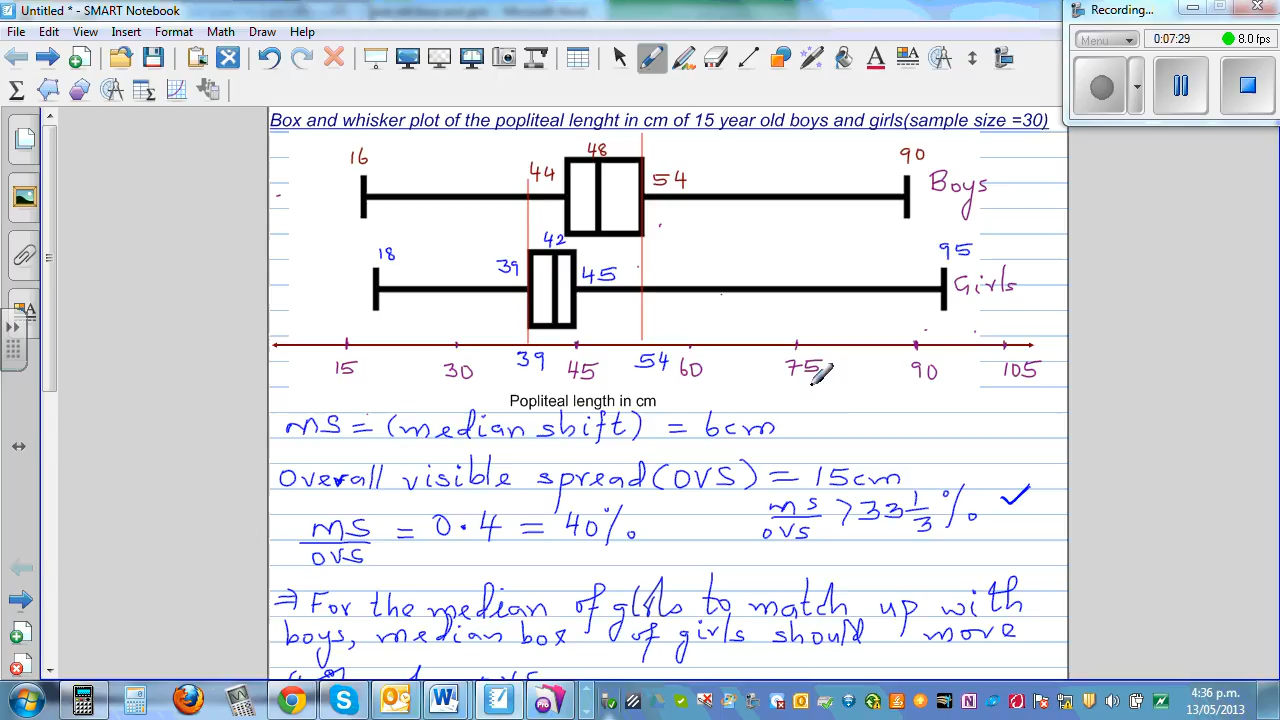 Untitled * - SMART Notebook
Recording...
File Edit View Insert Format Math Draw Help
Menu
0:07:29
8.0 fps
Box and whisker plot of the popliteal lenght in cm of 15 year old boys and girls(sample size =30)
16 44 48 54 90 Boys
18 39 42 45 95 Girls
15 30 39 45 54 60 75 90 105
Popliteal length in cm
MS = (median shift) = 6cm
Overall visible spread (OVS) = 15cm
MS/OVS = 0.4 = 40% MS/OVS > 33 1/3 % ✓
⇒ For the median of girls to match up with
boys, median box of girls should more
4:36 p.m.
13/05/2013